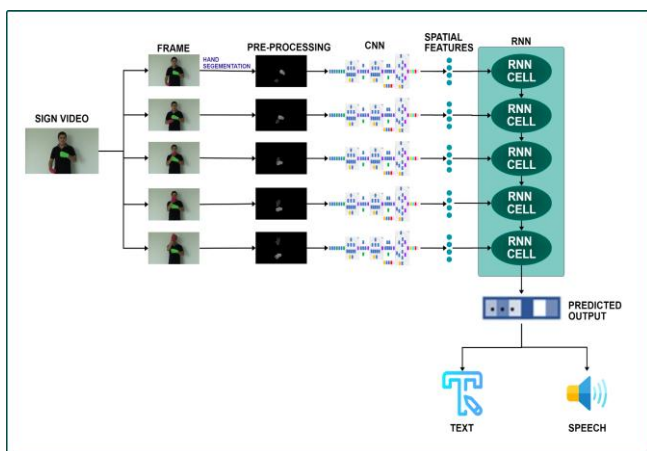 SIGN VIDEO
FRAME
HAND
SEGEMENTATION
PRE-PROCESSING
CNN
SPATIAL
FEATURES
RNN
RNN
CELL
RNN
CELL
RNN
CELL
RNN
CELL
RNN
CELL
PREDICTED
OUTPUT
TEXT
SPEECH